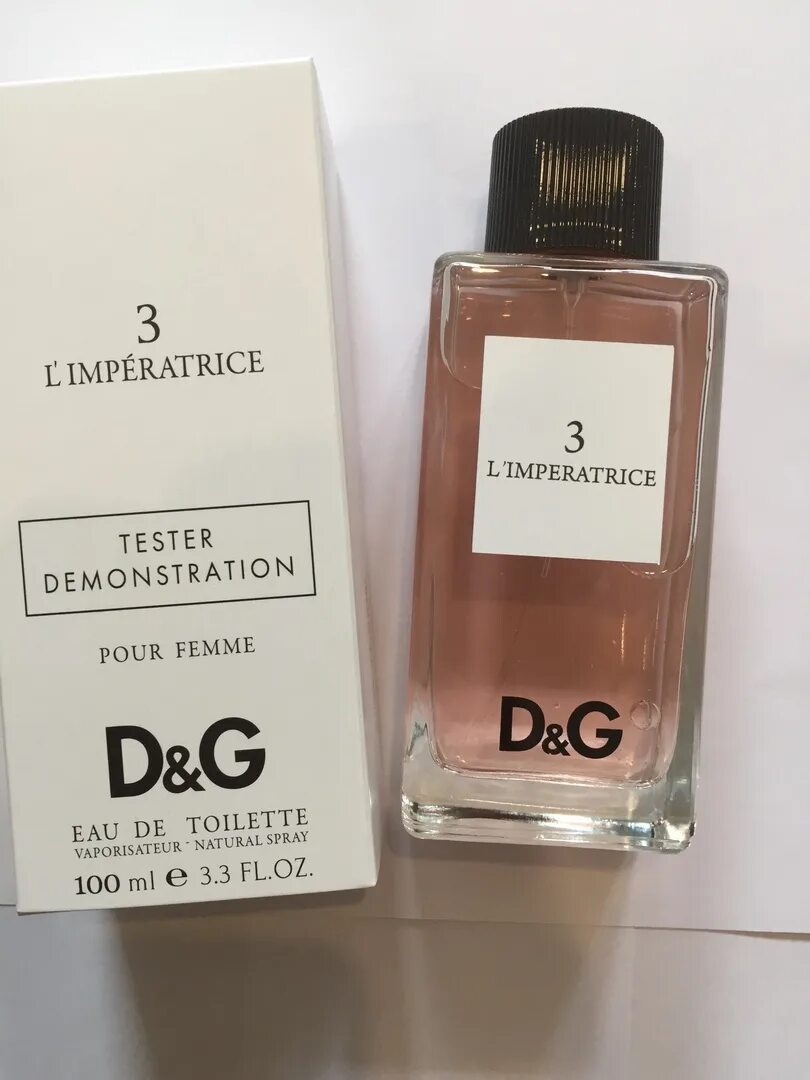 3
L'IMPÉRATRICE
TESTER
DEMONSTRATION
POUR FEMME
D&G
EAU DE TOILETTE
VAPORISATEUR - NATURAL SPRAY
100 ml e 3.3 FL.OZ.
3
L'IMPERATRICE
D&G